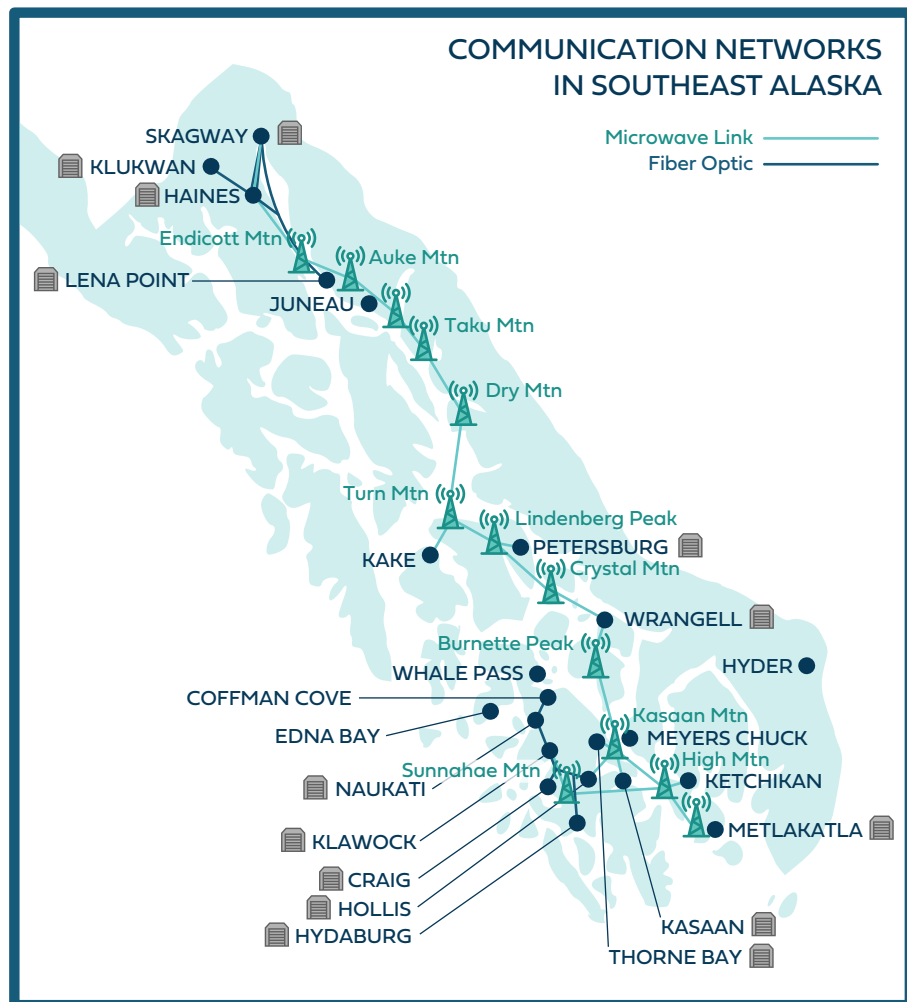 COMMUNICATION NETWORKS
IN SOUTHEAST ALASKA
Microwave Link
Fiber Optic
SKAGWAY
KLUKWAN
HAINES
Endicott Mtn
Auke Mtn
LENA POINT
JUNEAU
Taku Mtn
Dry Mtn
Turn Mtn
Lindenberg Peak
PETERSBURG
KAKE
Crystal Mtn
WRANGELL
Burnette Peak
HYDER
WHALE PASS
COFFMAN COVE
Kasaan Mtn
EDNA BAY
MEYERS CHUCK
High Mtn
Sunnahae Mtn
KETCHIKAN
NAUKATI
METLAKATLA
KLAWOCK
CRAIG
HOLLIS
KASAAN
HYDABURG
THORNE BAY